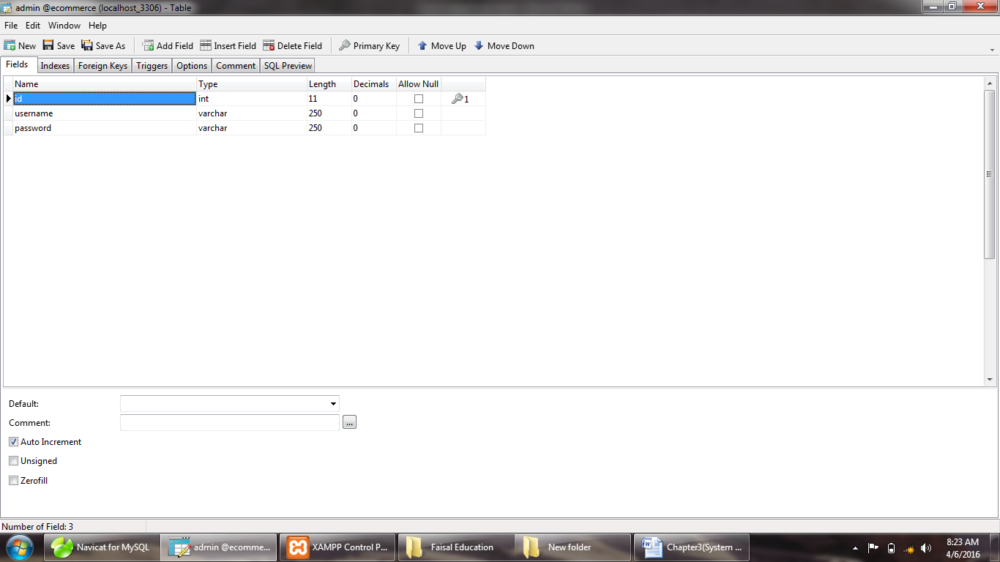 admin @ecommerce (localhost_3306) - Table
File Edit Window Help
New Save Save As Add Field Insert Field Delete Field Primary Key Move Up Move Down
Fields Indexes Foreign Keys Triggers Options Comment SQL Preview
Name Type Length Decimals Allow Null
id int 11 0 1
username varchar 250 0
password varchar 250 0
Default:
Comment: ...
Auto Increment
Unsigned
Zerofill
Number of Field: 3
Navicat for MySQL admin @ecomme... XAMPP Control P... Faisal Education New folder Chapter3(System ... 8:23 AM
4/6/2016